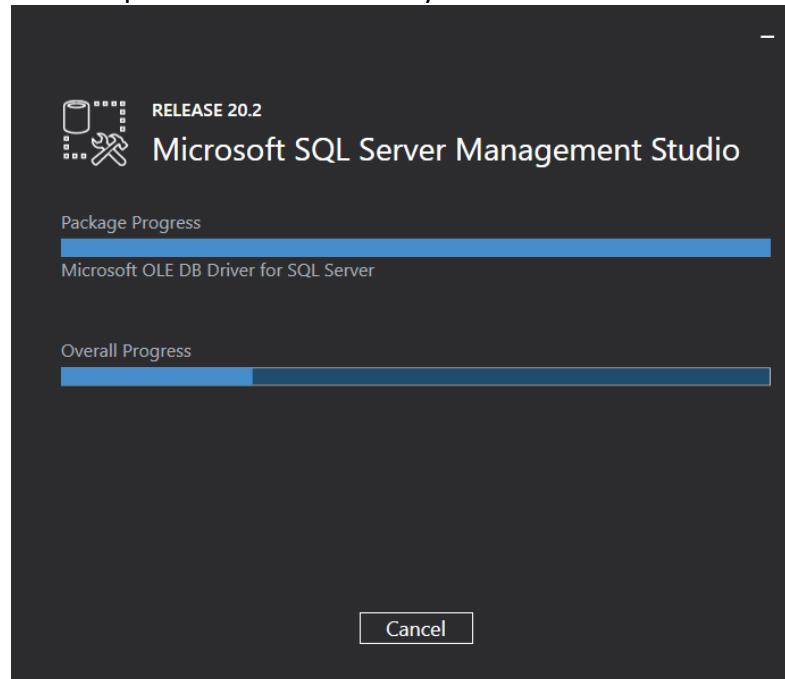 RELEASE 20.2
Microsoft SQL Server Management Studio
Package Progress
Microsoft OLE DB Driver for SQL Server
Overall Progress
Cancel